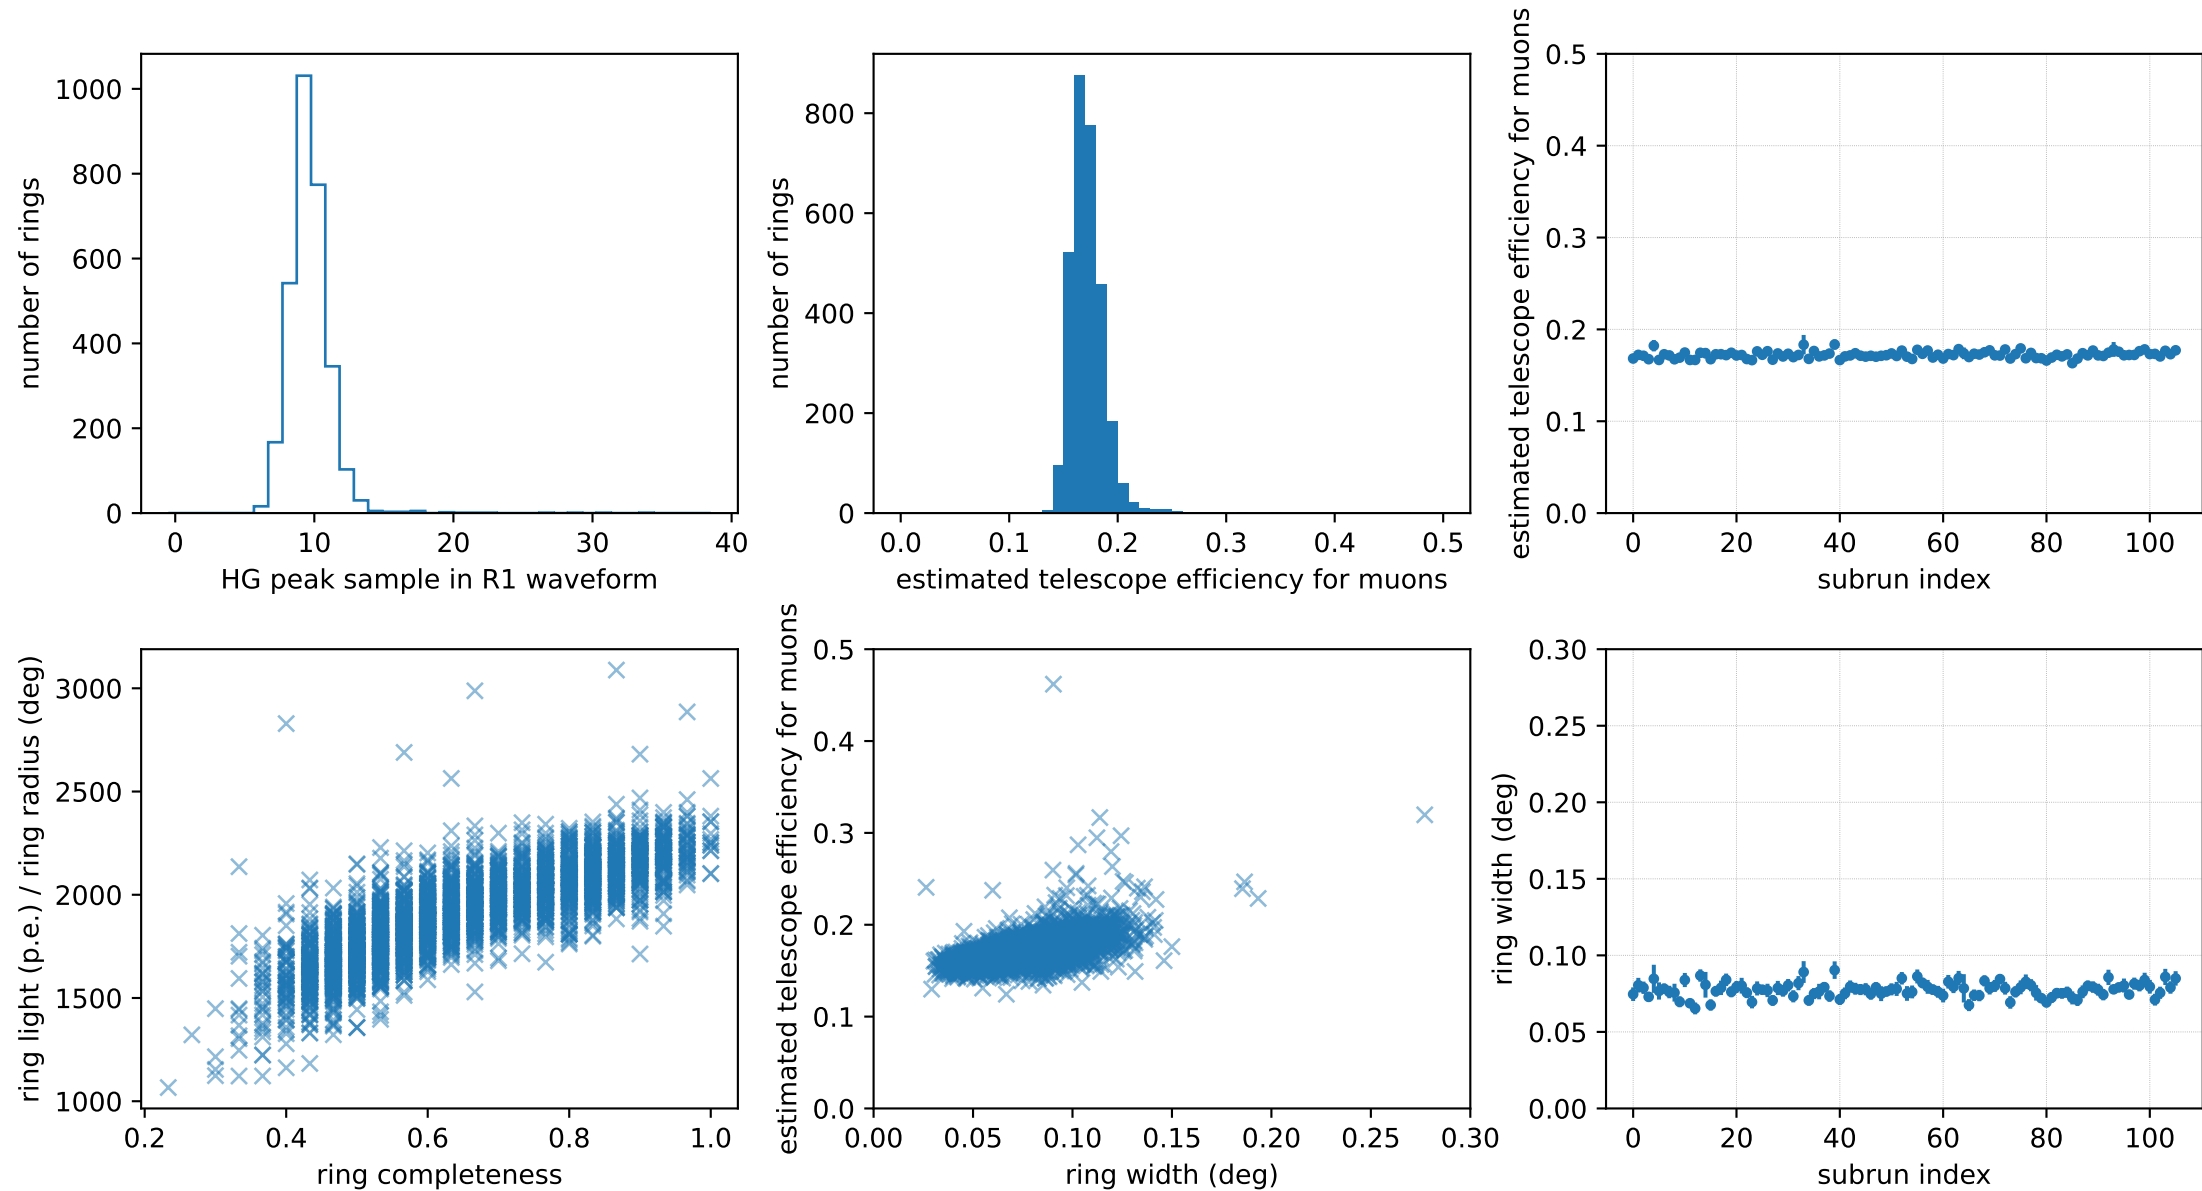 number of rings
1000
800
600
400
200
0
0 10 20 30 40
HG peak sample in R1 waveform
number of rings
800
600
400
200
0
0.0 0.1 0.2 0.3 0.4 0.5
estimated telescope efficiency for muons
estimated telescope efficiency for muons
0.5
0.4
0.3
0.2
0.1
0.0
0 20 40 60 80 100
subrun index
ring light (p.e.) / ring radius (deg)
3000
2500
2000
1500
1000
0.2 0.4 0.6 0.8 1.0
ring completeness
estimated telescope efficiency for muons
0.5
0.4
0.3
0.2
0.1
0.0
0.00 0.05 0.10 0.15 0.20 0.25 0.30
ring width (deg)
ring width (deg)
0.30
0.25
0.20
0.15
0.10
0.05
0.00
0 20 40 60 80 100
subrun index